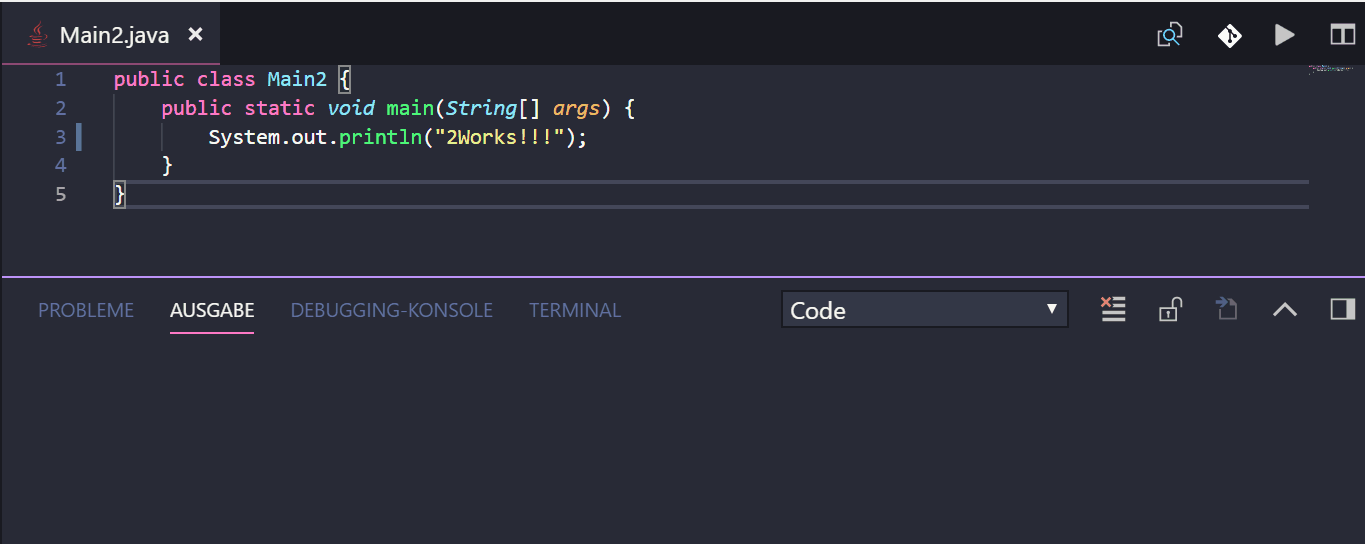 Main2.java ×
1 public class Main2 {
2     public static void main(String[] args) {
3         System.out.println("2Works!!!");
4     }
5 }
PROBLEME AUSGABE DEBUGGING-KONSOLE TERMINAL Code